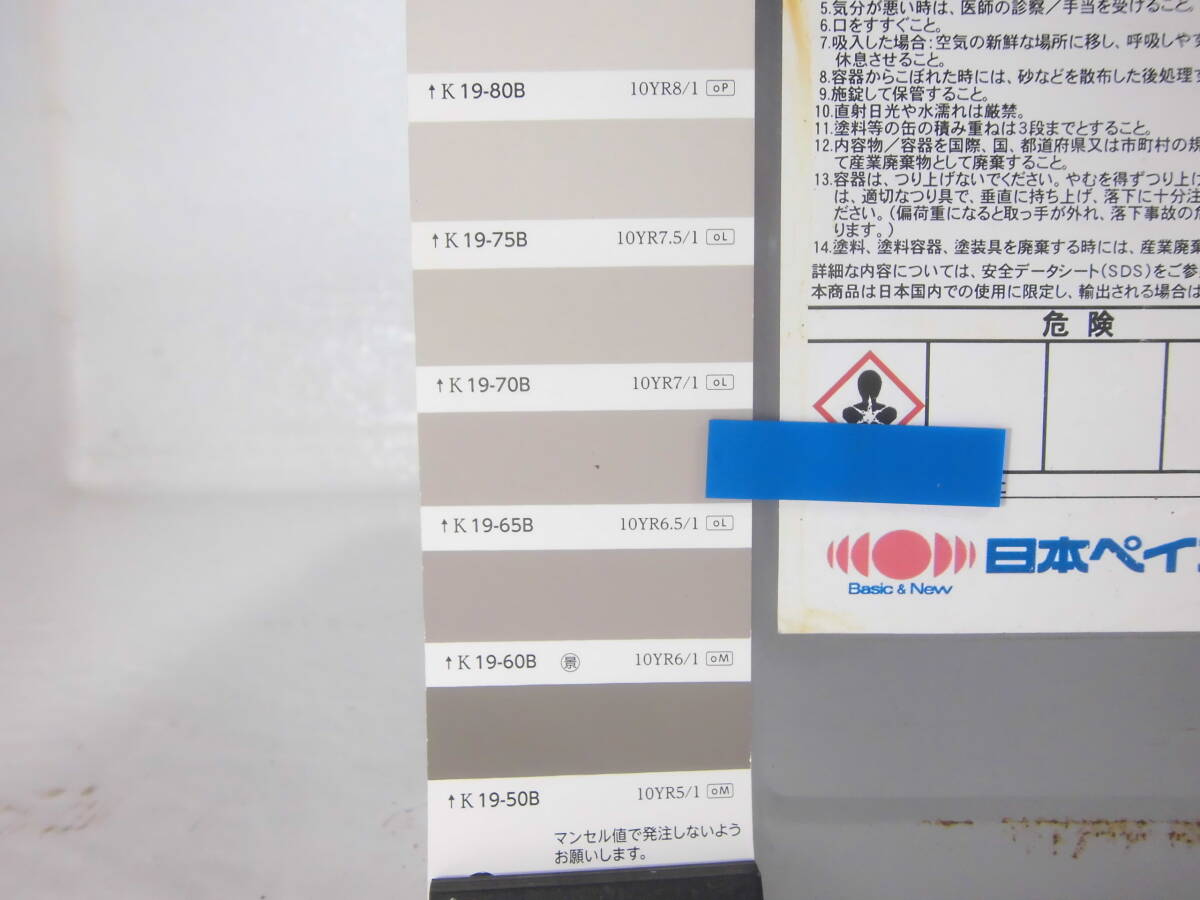 ↑K 19-80B 10YR8/1 oP
↑K 19-75B 10YR7.5/1 oL
↑K 19-70B 10YR7/1 oL
↑K 19-65B 10YR6.5/1 oL
↑K 19-60B 景 10YR6/1 oM
↑K 19-50B 10YR5/1 oM
マンセル値で発注しないよう
お願いします。
5.気分が悪い時は、医師の診察／手当を受けること。
6.口をすすぐこと。
7.吸入した場合:空気の新鮮な場所に移し、呼吸しやす
休息させること。
8.容器からこぼれた時には、砂などを散布した後処理す
9.施錠して保管すること。
10.直射日光や水濡れは厳禁。
11.塗料等の缶の積み重ねは3段までとすること。
12.内容物／容器を国際、国、都道府県又は市町村の規
て産業廃棄物として廃棄すること。
13.容器は、つり上げないでください。やむを得ずつり上げ
は、適切なつり具で、垂直に持ち上げ、落下に十分注
ださい。（偏荷重になると取っ手が外れ、落下事故の危
ります。）
14.塗料、塗料容器、塗装具を廃棄する時には、産業廃棄
詳細な内容については、安全データシート（SDS）をご参
本商品は日本国内での使用に限定し、輸出される場合は
危険
日本ペイン
Basic & New